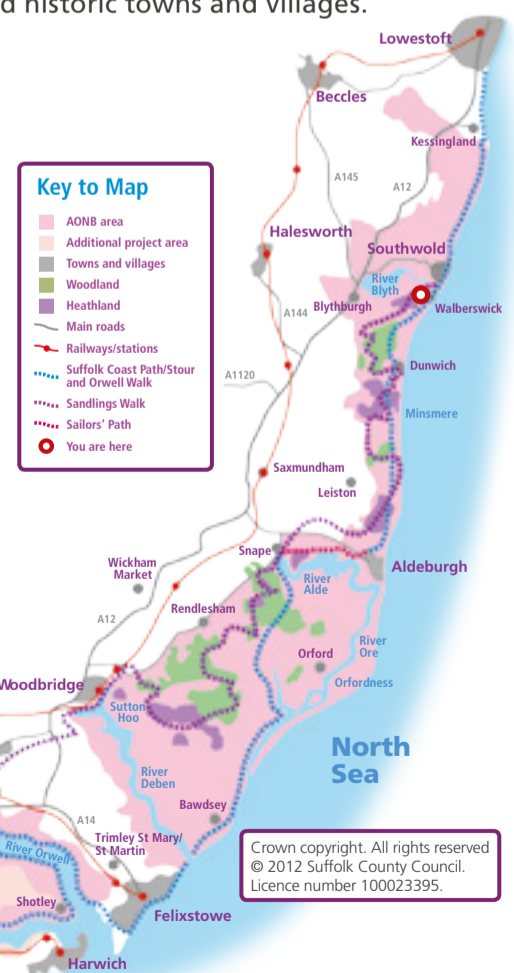 d historic towns and villages.
Lowestoft
Beccles
Kessingland
A145
A12
Key to Map
AONB area
Additional project area
Towns and villages
Woodland
Heathland
Main roads
Railways/stations
Suffolk Coast Path/Stour
and Orwell Walk
Sandlings Walk
Sailors' Path
You are here
Halesworth
Southwold
River
Blyth
Blythburgh
Walberswick
A144
Dunwich
A1120
Minsmere
Saxmundham
Leiston
Snape
Aldeburgh
Wickham
Market
River
Alde
Rendlesham
A12
River
Ore
Orford
Woodbridge
Orfordness
Sutton
Hoo
North
Sea
River
Deben
Bawdsey
A14
Trimley St Mary/
St Martin
River Orwell
Crown copyright. All rights reserved
© 2012 Suffolk County Council.
Licence number 100023395.
Shotley
Felixstowe
Harwich